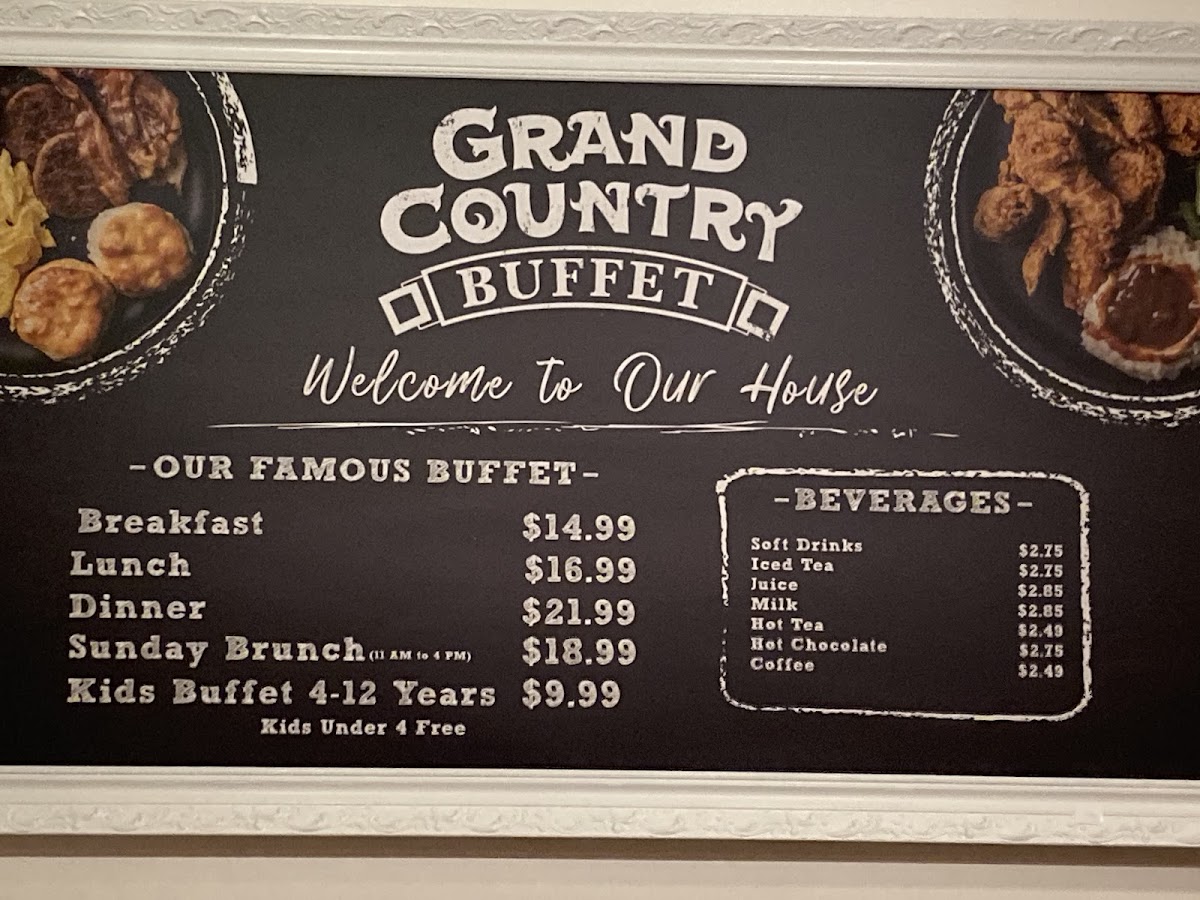 GRAND
COUNTRY
BUFFET
Welcome to Our House
-OUR FAMOUS BUFFET-
Breakfast $14.99
Lunch $16.99
Dinner $21.99
Sunday Brunch (11 AM to 4 PM) $18.99
Kids Buffet 4-12 Years $9.99
Kids Under 4 Free
-BEVERAGES-
Soft Drinks $2.75
Iced Tea $2.75
Juice $2.85
Milk $2.85
Hot Tea $2.49
Hot Chocolate $2.75
Coffee $2.49